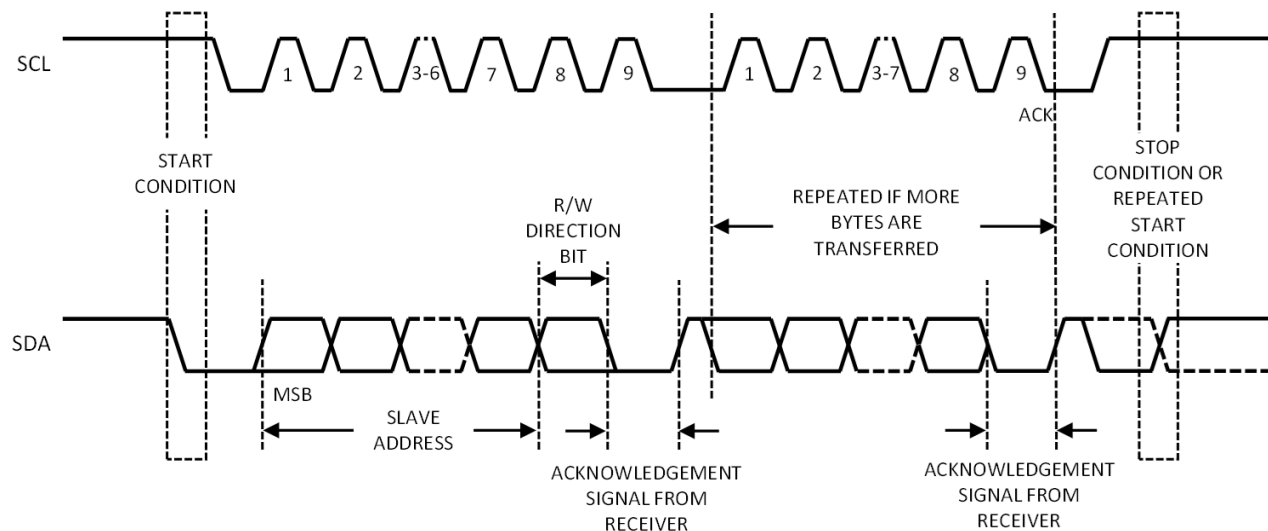 SCL
1
2
3-6
7
8
9
1
2
3-7
8
9
ACK
START
CONDITION
STOP
CONDITION OR
REPEATED
START
CONDITION
R/W
DIRECTION
BIT
REPEATED IF MORE
BYTES ARE
TRANSFERRED
SDA
MSB
SLAVE
ADDRESS
ACKNOWLEDGEMENT
SIGNAL FROM
RECEIVER
ACKNOWLEDGEMENT
SIGNAL FROM
RECEIVER